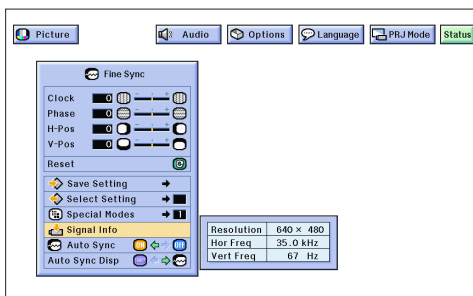 Picture Audio Options Language PRJ Mode Status
Fine Sync
Clock 0
Phase 0
H-Pos 0
V-Pos 0
Reset
Save Setting
Select Setting
Special Modes 1
Signal Info
Auto Sync ON Off
Auto Sync Disp
Resolution 640 × 480
Hor Freq 35.0 kHz
Vert Freq 67 Hz